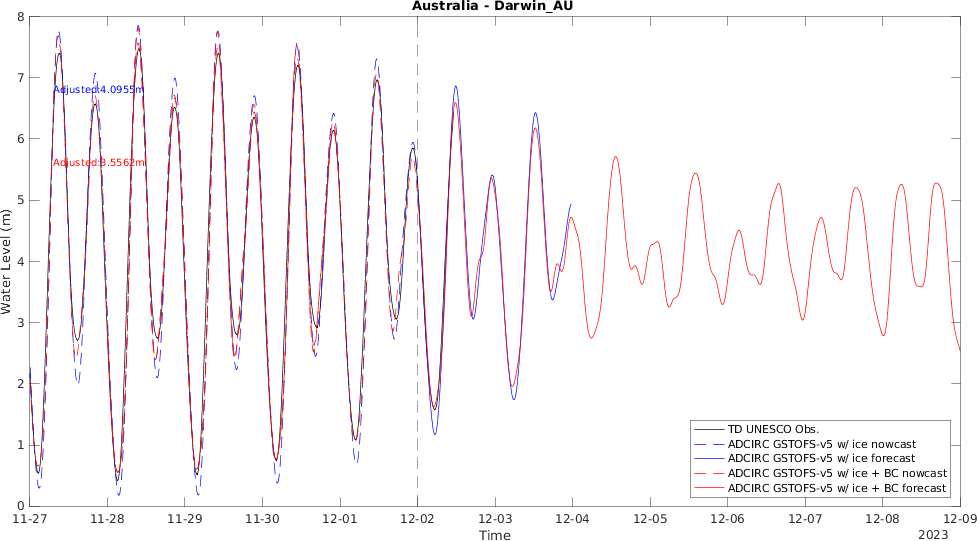 Australia - Darwin_AU
8
7
6
5
4
3
2
1
0
Water Level (m)
Adjusted:4.0955m
Adjusted:3.5562m
TD UNESCO Obs.
ADCIRC GSTOFS-v5 w/ ice nowcast
ADCIRC GSTOFS-v5 w/ ice forecast
ADCIRC GSTOFS-v5 w/ ice + BC nowcast
ADCIRC GSTOFS-v5 w/ ice + BC forecast
11-27 11-28 11-29 11-30 12-01 12-02 12-03 12-04 12-05 12-06 12-07 12-08 12-09
Time
2023